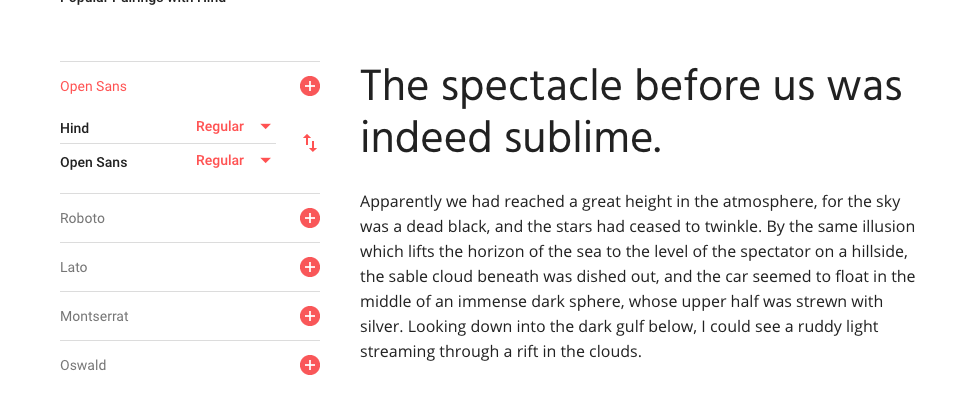 Popular Pairings with Hind
Open Sans
Hind Regular
Open Sans Regular
Roboto
Lato
Montserrat
Oswald
The spectacle before us was
indeed sublime.
Apparently we had reached a great height in the atmosphere, for the sky
was a dead black, and the stars had ceased to twinkle. By the same illusion
which lifts the horizon of the sea to the level of the spectator on a hillside,
the sable cloud beneath was dished out, and the car seemed to float in the
middle of an immense dark sphere, whose upper half was strewn with
silver. Looking down into the dark gulf below, I could see a ruddy light
streaming through a rift in the clouds.